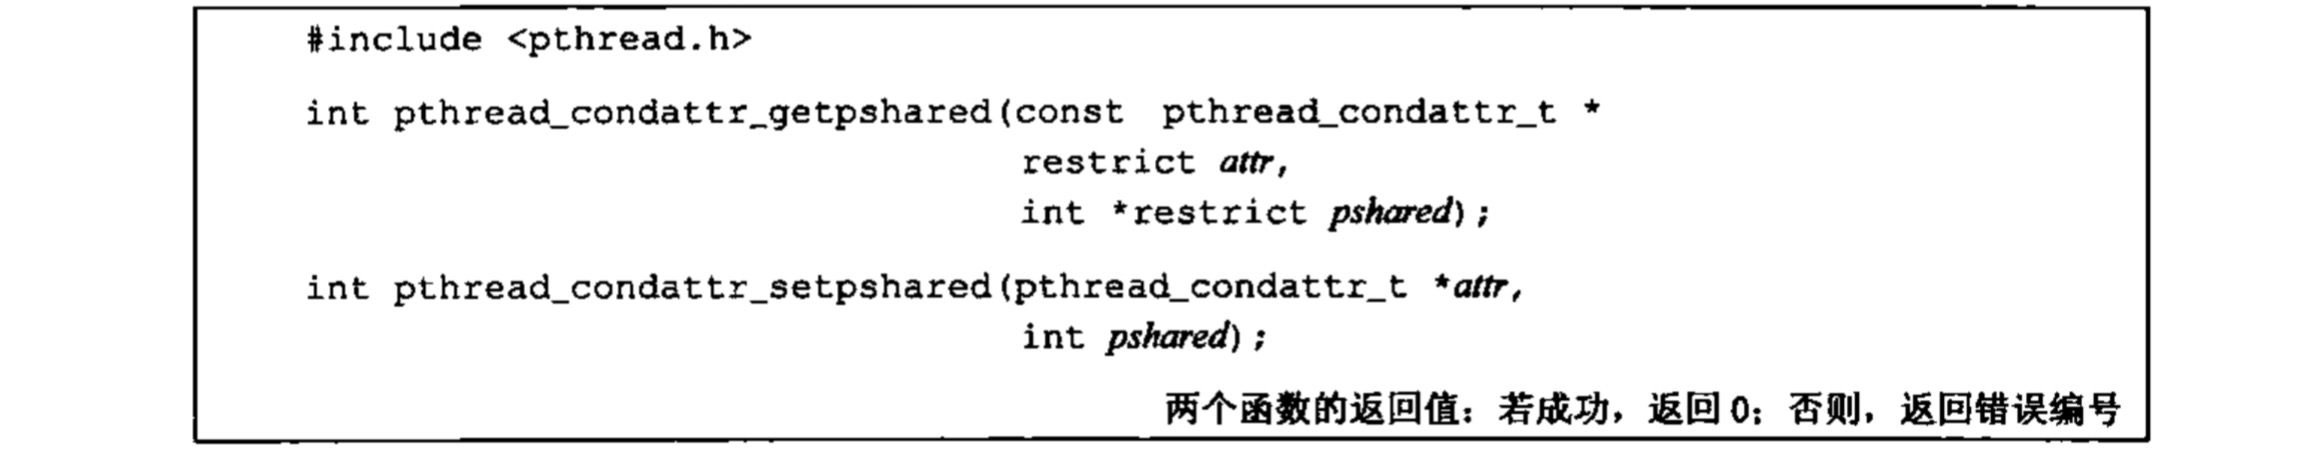 #include <pthread.h>
int pthread_condattr_getpshared(const pthread_condattr_t *
restrict attr,
int *restrict pshared);
int pthread_condattr_setpshared(pthread_condattr_t *attr,
int pshared);
两个函数的返回值：若成功，返回 0；否则，返回错误编号